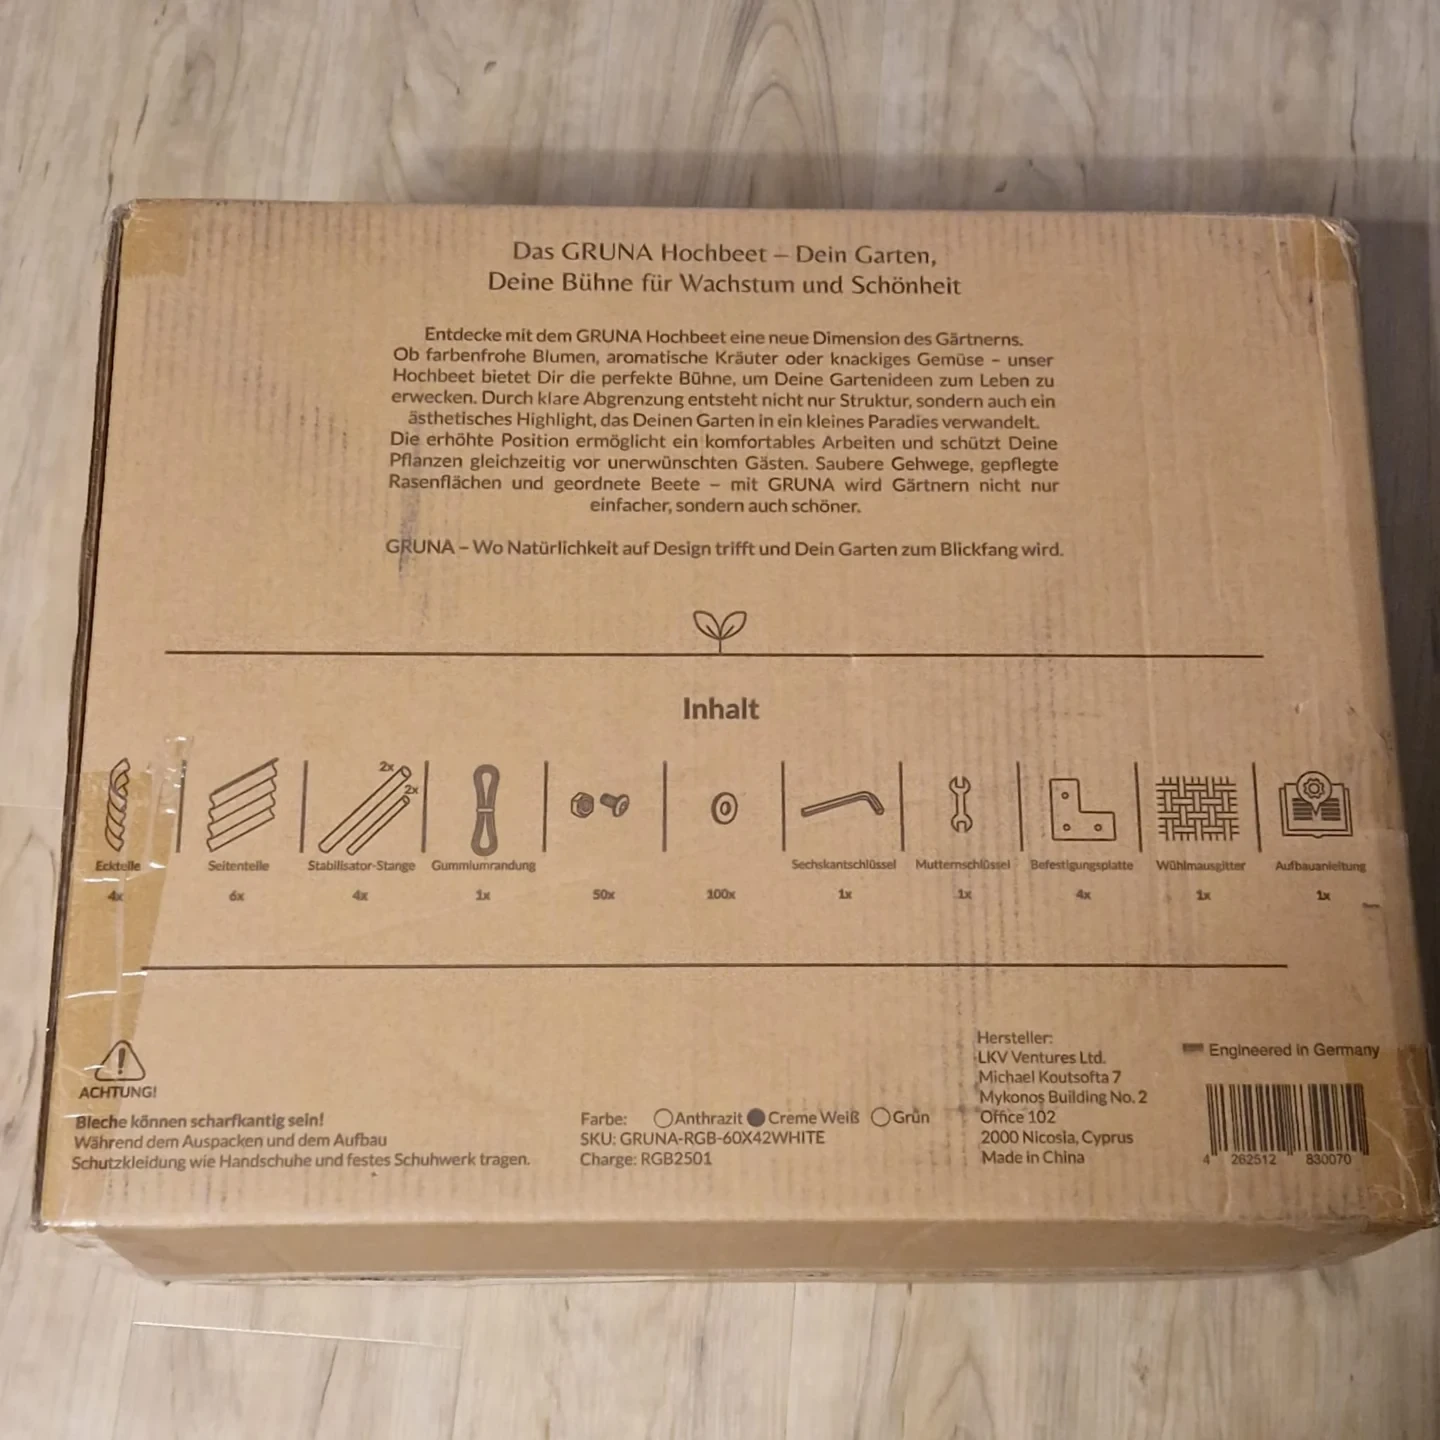 Das GRUNA Hochbeet – Dein Garten,
Deine Bühne für Wachstum und Schönheit
Entdecke mit dem GRUNA Hochbeet eine neue Dimension des Gärtnerns.
Ob farbenfrohe Blumen, aromatische Kräuter oder knackiges Gemüse – unser
Hochbeet bietet Dir die perfekte Bühne, um Deine Gartenideen zum Leben zu
erwecken. Durch klare Abgrenzung entsteht nicht nur Struktur, sondern auch ein
ästhetisches Highlight, das Deinen Garten in ein kleines Paradies verwandelt.
Die erhöhte Position ermöglicht ein komfortables Arbeiten und schützt Deine
Pflanzen gleichzeitig vor unerwünschten Gästen. Saubere Gehwege, gepflegte
Rasenflächen und geordnete Beete – mit GRUNA wird Gärtnern nicht nur
einfacher, sondern auch schöner.
GRUNA – Wo Natürlichkeit auf Design trifft und Dein Garten zum Blickfang wird.
Inhalt
2x
2x
Eckteile Seitenteile Stabilisator-Stange Gummiumrandung Sechskantschlüssel Mutternschlüssel Befestigungsplatte Wühlmausgitter Aufbauanleitung
4x 6x 4x 1x 50x 100x 1x 1x 4x 1x 1x
ACHTUNG!
Bleche können scharfkantig sein!
Während dem Auspacken und dem Aufbau
Schutzkleidung wie Handschuhe und festes Schuhwerk tragen.
Farbe: Anthrazit Creme Weiß Grün
SKU: GRUNA-RGB-60X42WHITE
Charge: RGB2501
Hersteller:
LKV Ventures Ltd.
Michael Koutsofta 7
Mykonos Building No. 2
Office 102
2000 Nicosia, Cyprus
Made in China
Engineered in Germany
4 262512 830070